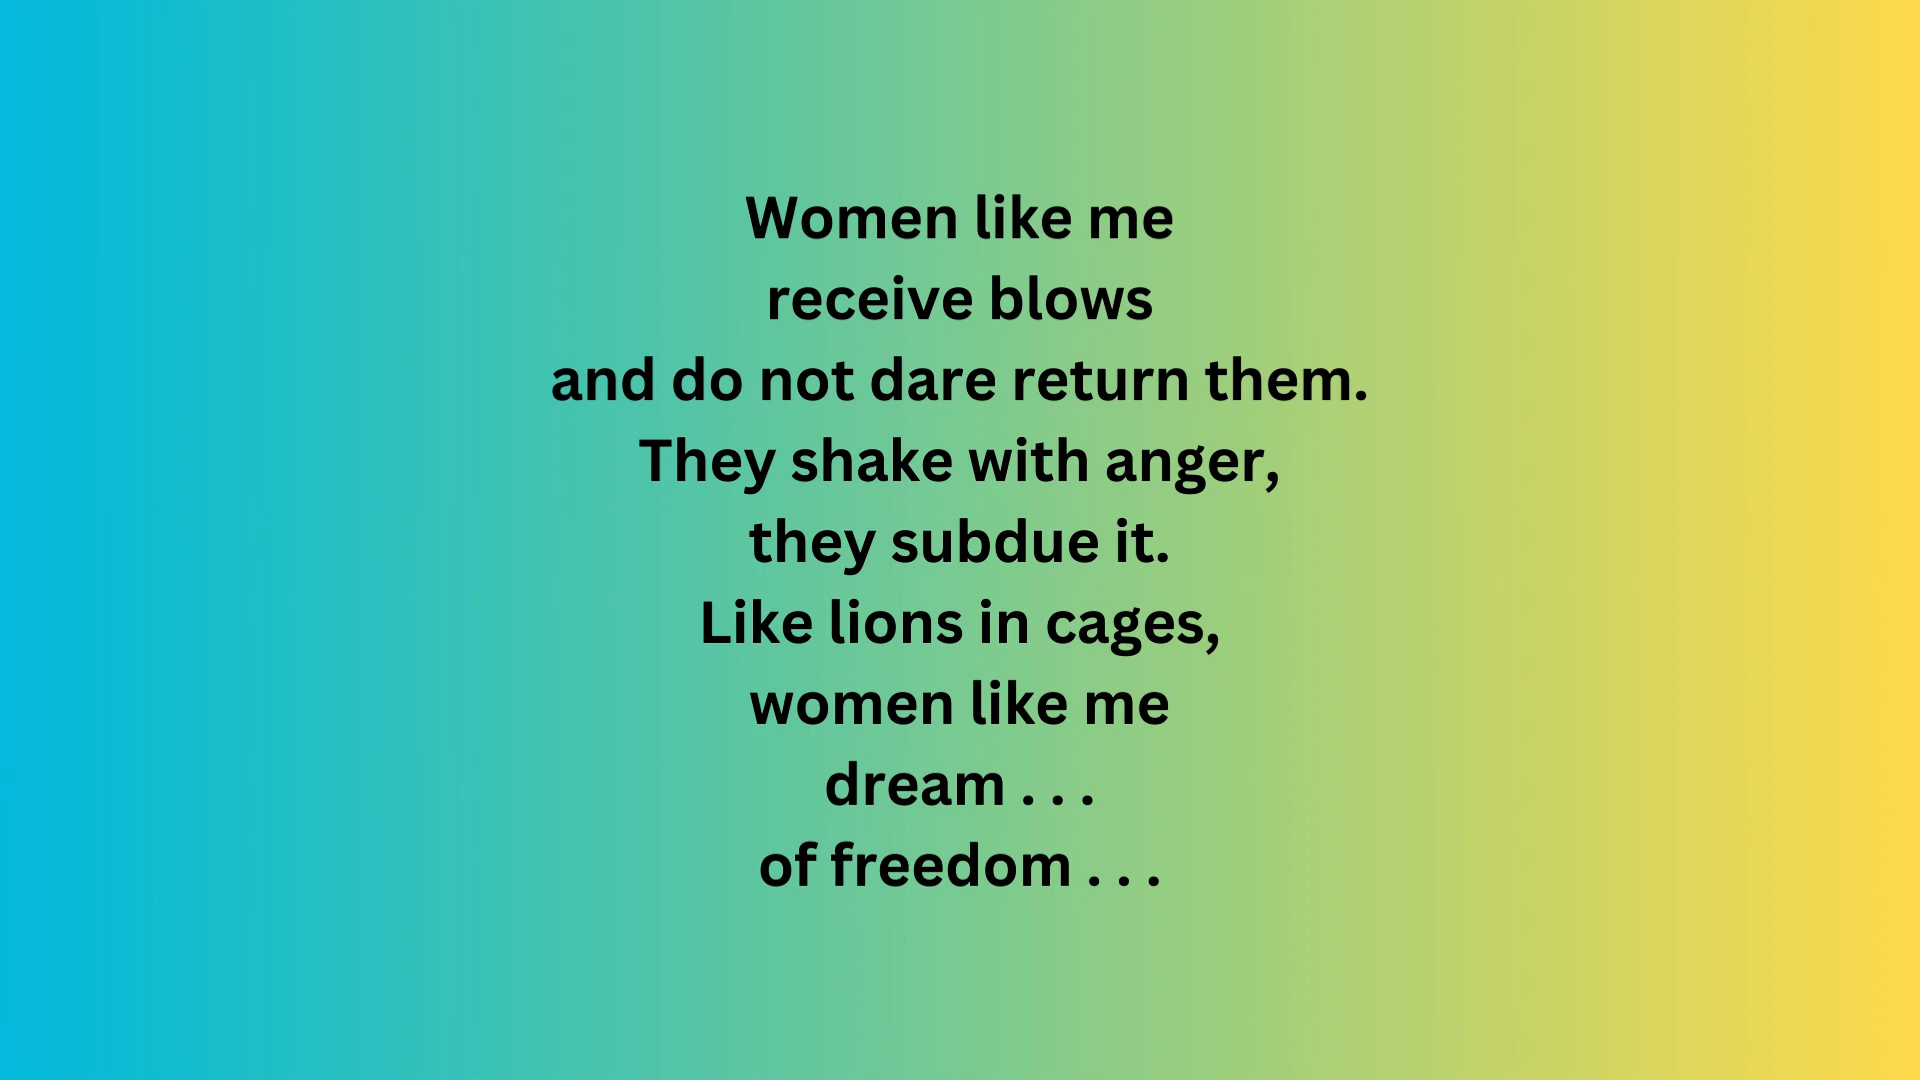 Women like me
receive blows
and do not dare return them.
They shake with anger,
they subdue it.
Like lions in cages,
women like me
dream . . .
of freedom . . .